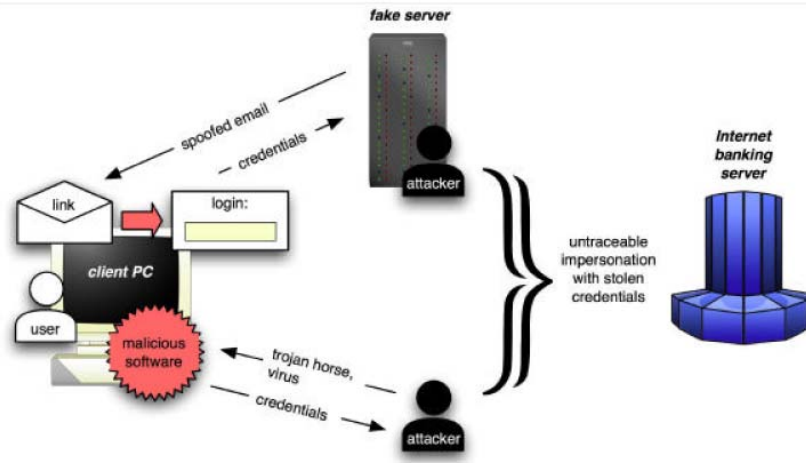 fake server
spoofed email
credentials
attacker
Internet
banking
server
link
login:
client PC
user
malicious
software
trojan horse,
virus
credentials
attacker
untraceable
impersonation
with stolen
credentials